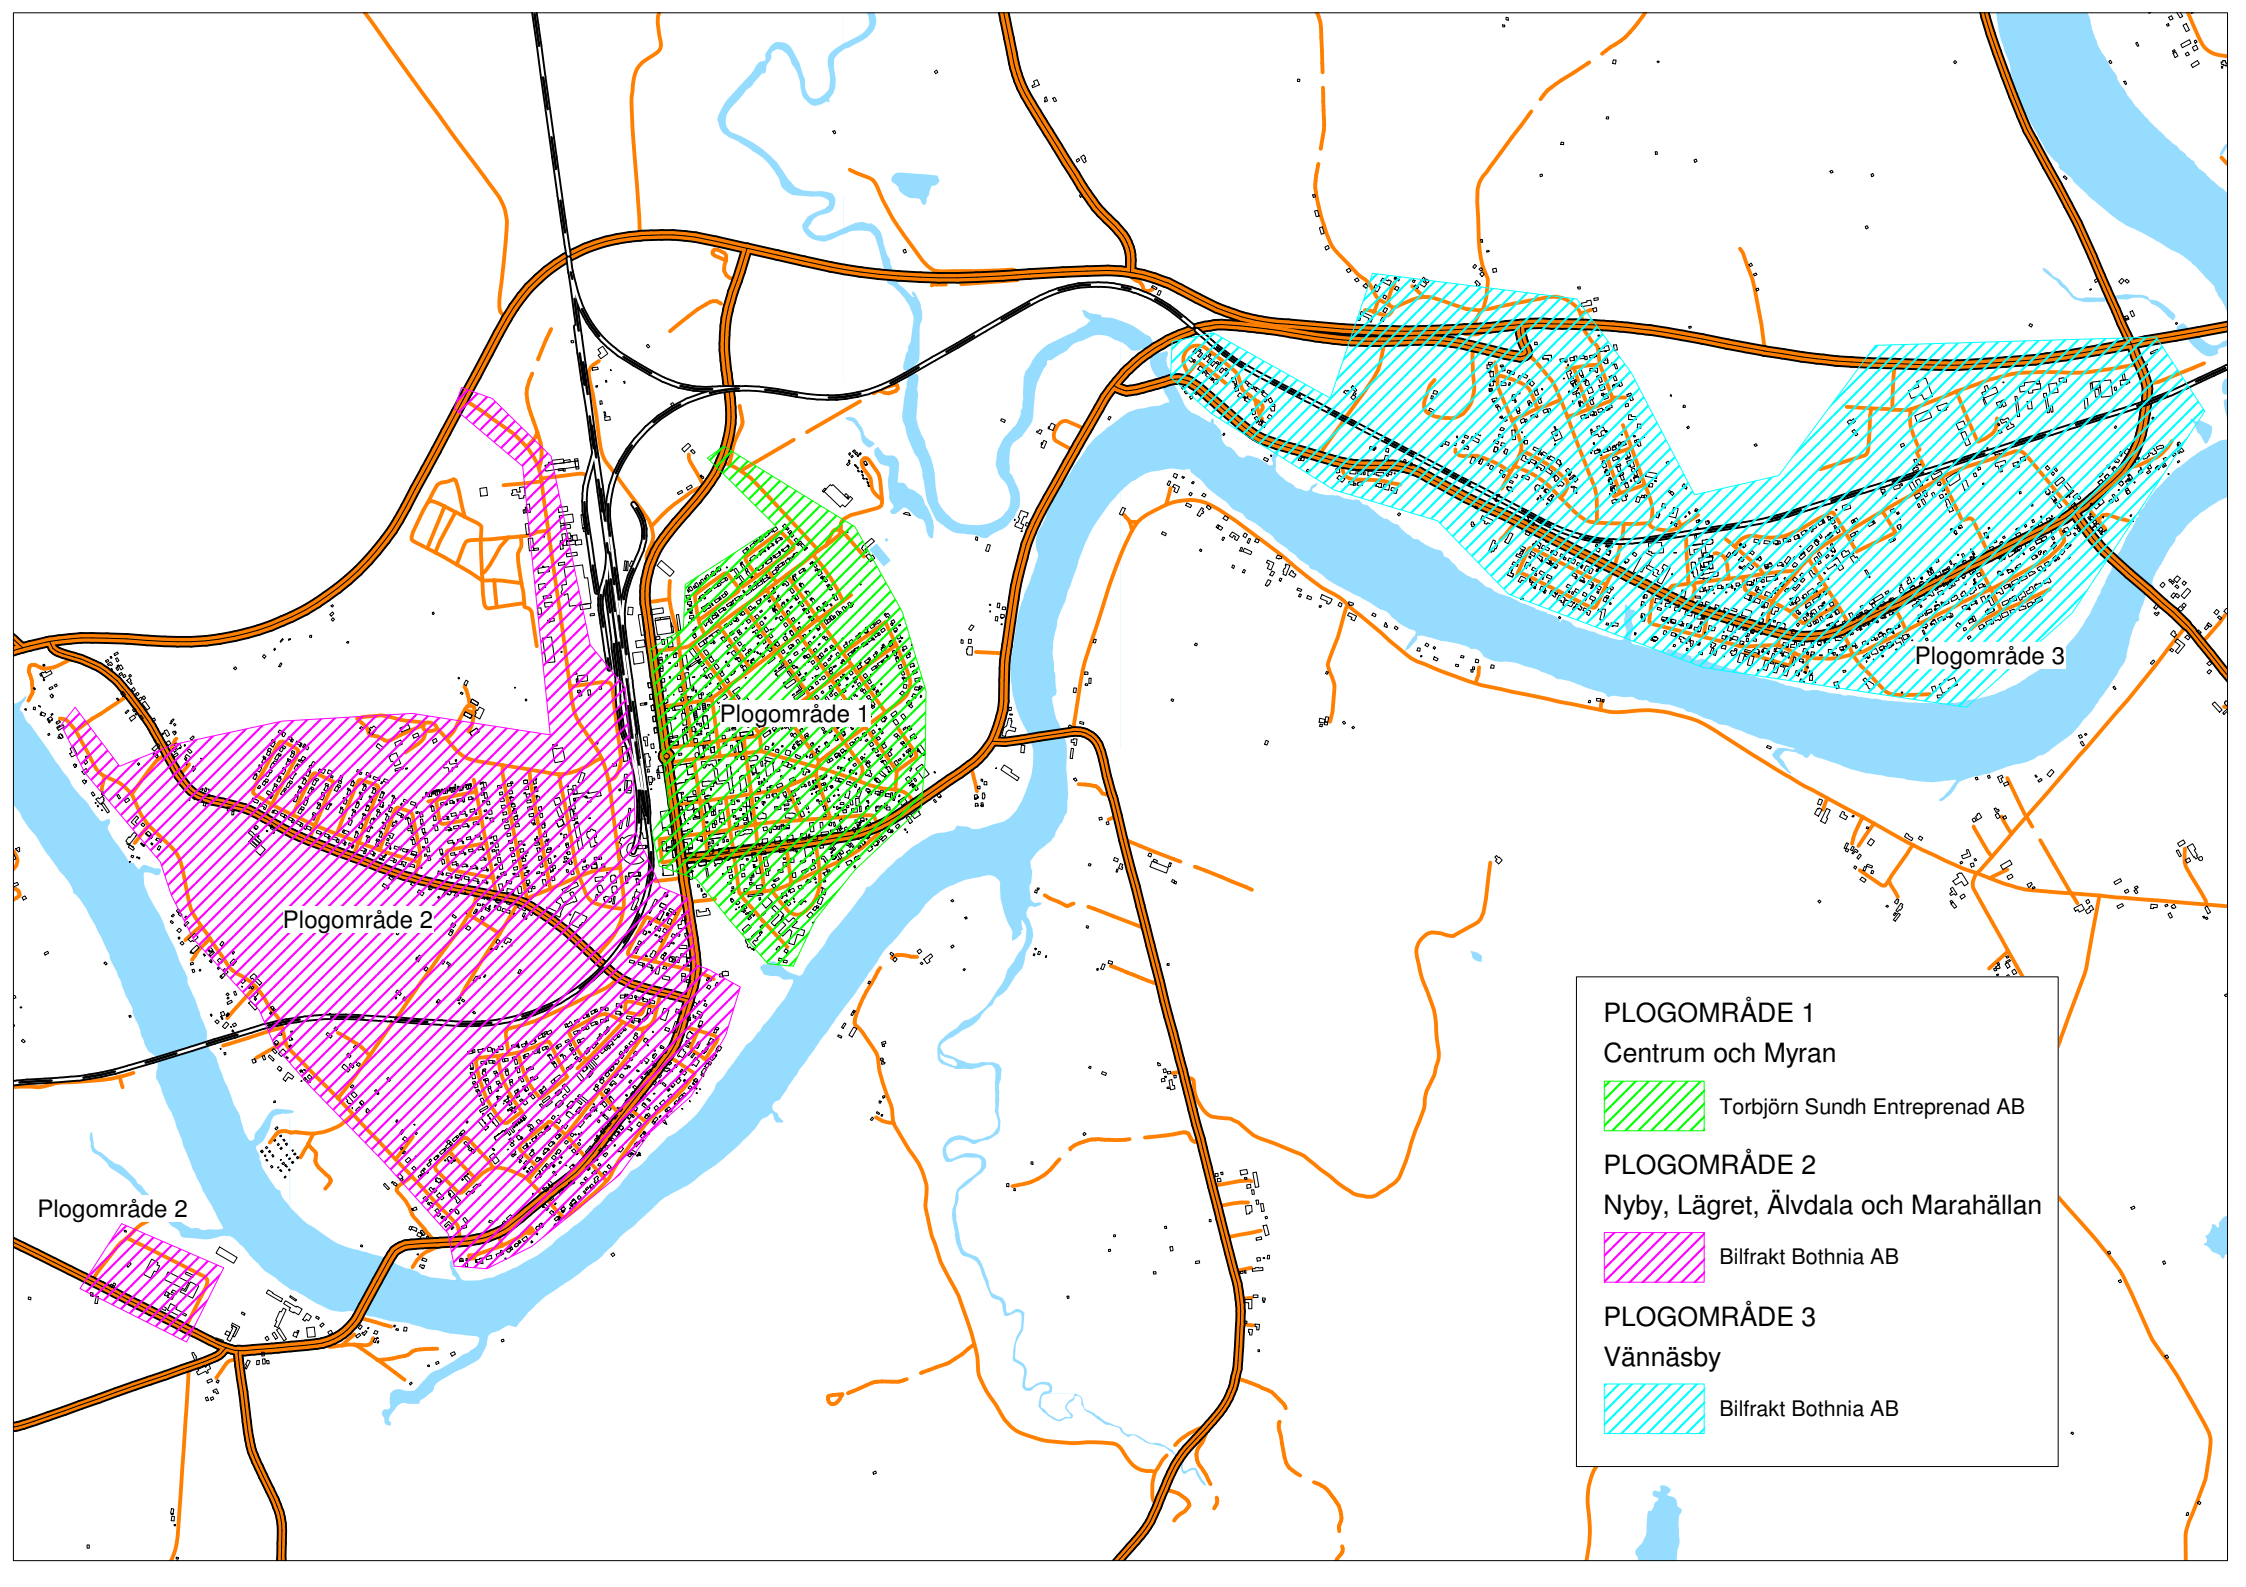 Plogområde 3
Plogområde 1
Plogområde 2
Plogområde 2
PLOGOMRÅDE 1
Centrum och Myran
Torbjörn Sundh Entreprenad AB
PLOGOMRÅDE 2
Nyby, Lägret, Älvdala och Marahällan
Bilfrakt Bothnia AB
PLOGOMRÅDE 3
Vännäsby
Bilfrakt Bothnia AB